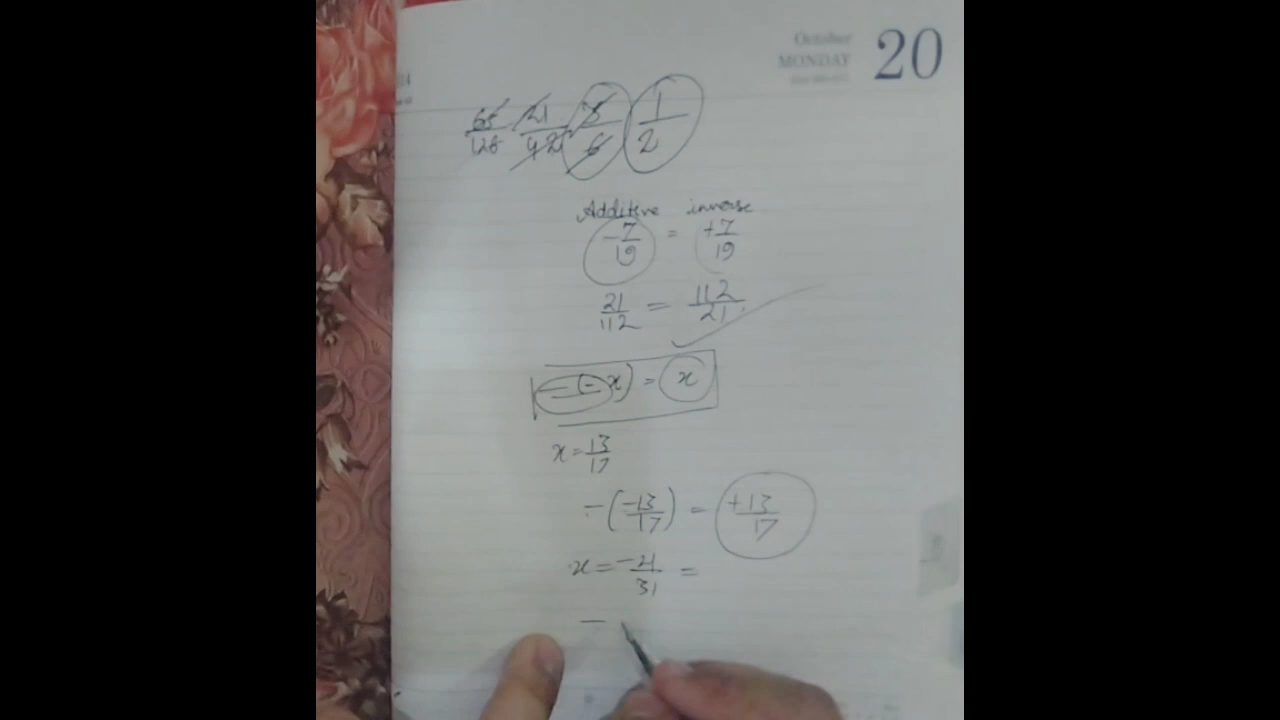 October
MONDAY
20
65/128 21/42 3/6 1/2
Additive inverse
-7/19 = +7/19
21/112 = 112/21
-(-x) = x
x = 13/17
-(-13/17) = +13/17
x = -21/31 =
-